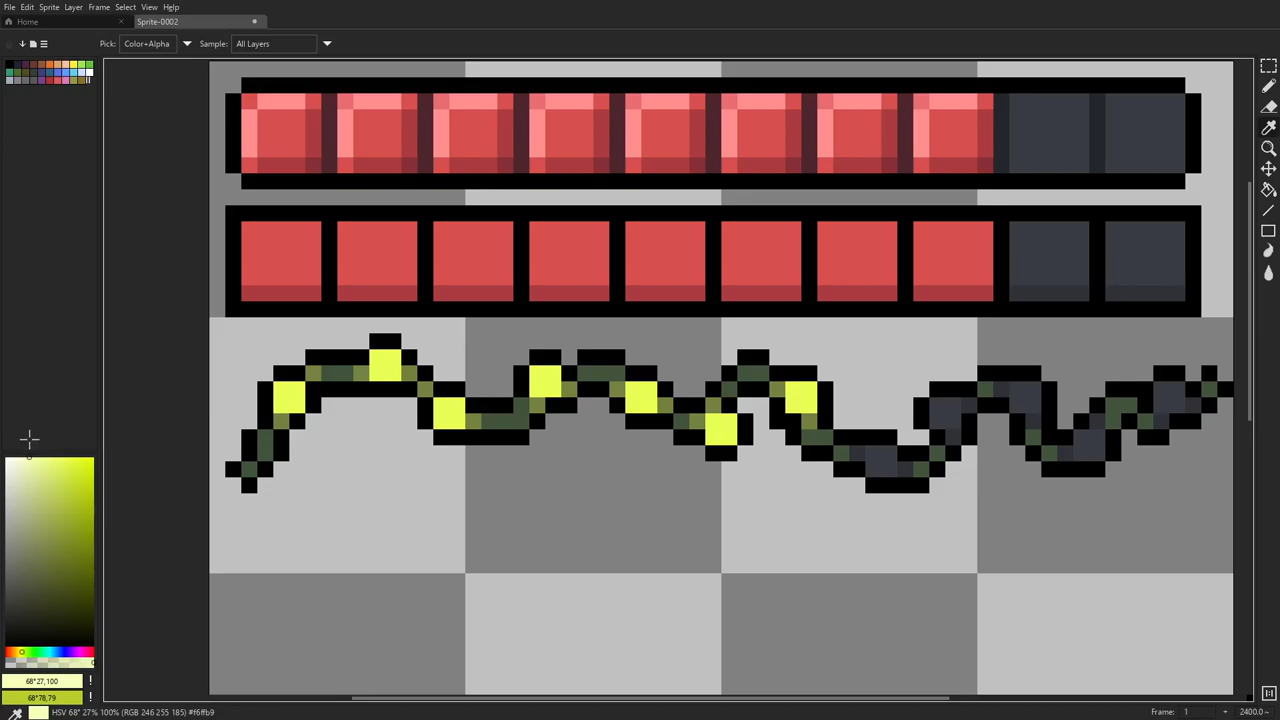 File Edit Sprite Layer Frame Select View Help
Home Sprite-0002
Pick: Color+Alpha Sample: All Layers
68°27,100 !
68°78,79 !
HSV 68° 27% 100% (RGB 246 255 185) #f6ffb9 Frame: 1 2400.0~